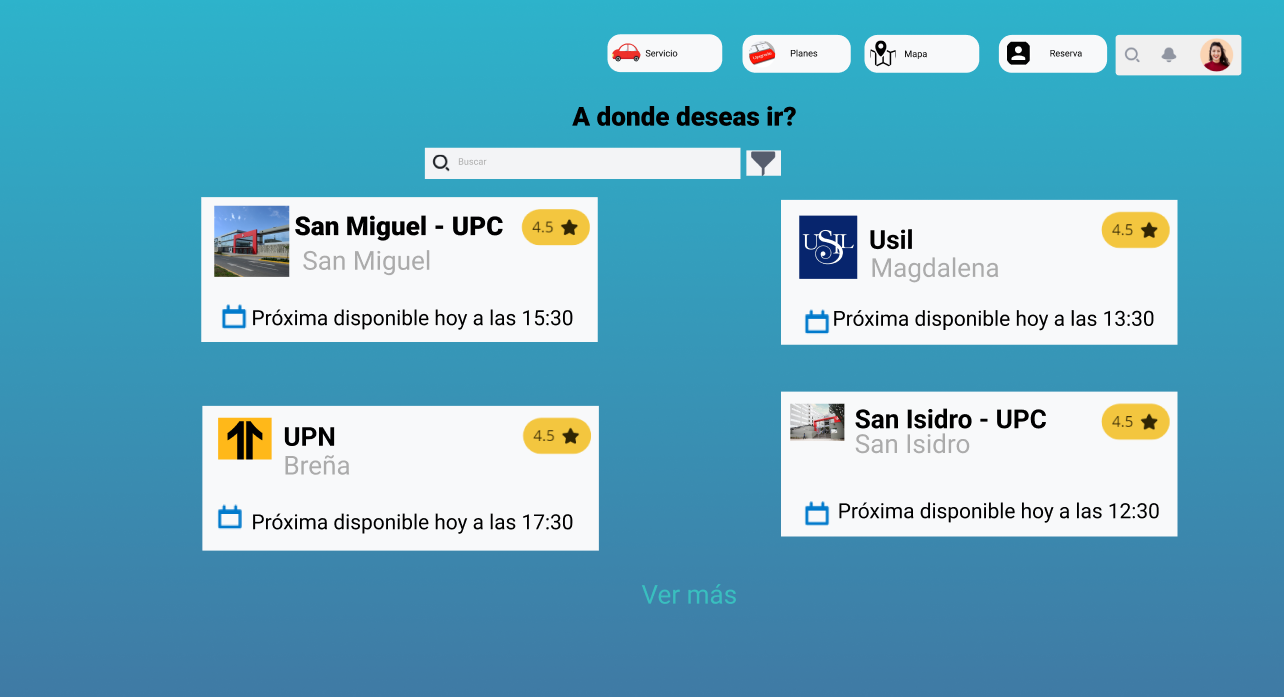 Servicio
Planes
Mapa
Reserva
A donde deseas ir?
Buscar
San Miguel - UPC
4.5
San Miguel
Próxima disponible hoy a las 15:30
USIL
Usil
4.5
Magdalena
Próxima disponible hoy a las 13:30
UPN
4.5
Breña
Próxima disponible hoy a las 17:30
San Isidro - UPC
4.5
San Isidro
Próxima disponible hoy a las 12:30
Ver más